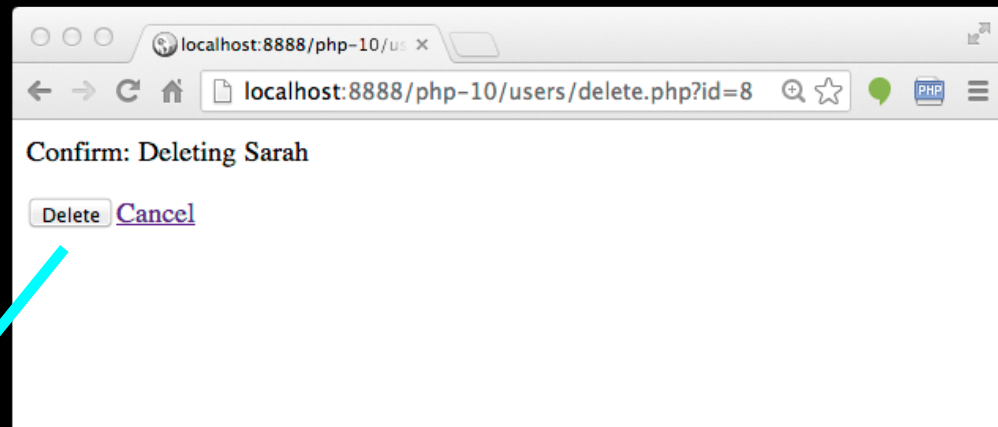 localhost:8888/php-10/us
localhost:8888/php-10/users/delete.php?id=8
PHP
Confirm: Deleting Sarah
Delete Cancel